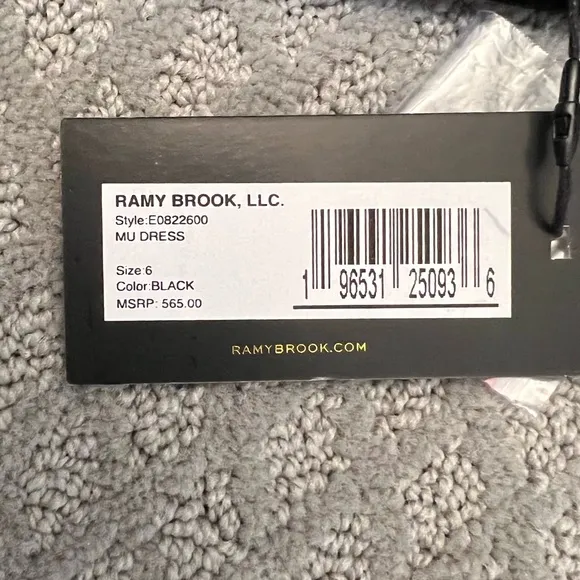 RAMY BROOK, LLC.
Style:E0822600
MU DRESS
Size:6
Color:BLACK
MSRP: 565.00
1 96531 25093 6
RAMYBROOK.COM